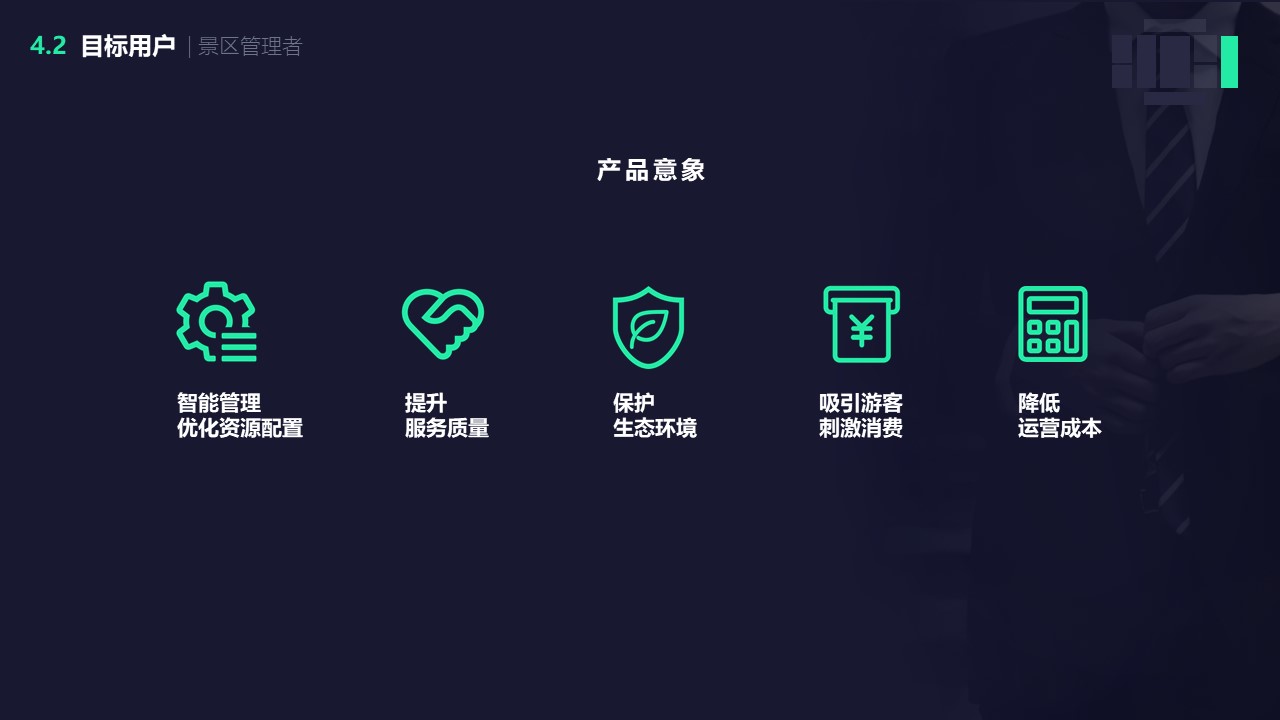 4.2 目标用户 | 景区管理者
产品意象
智能管理
优化资源配置
提升
服务质量
保护
生态环境
吸引游客
刺激消费
降低
运营成本